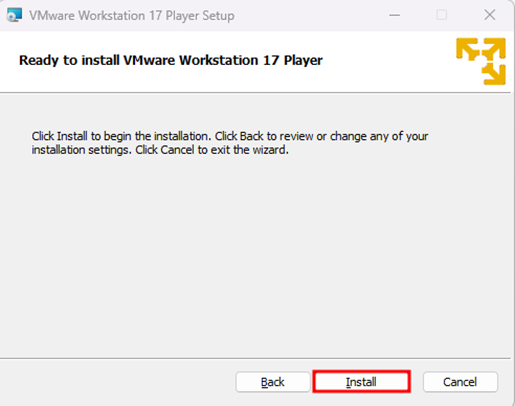 VMware Workstation 17 Player Setup
Ready to install VMware Workstation 17 Player
Click Install to begin the installation. Click Back to review or change any of your
installation settings. Click Cancel to exit the wizard.
Back Install Cancel